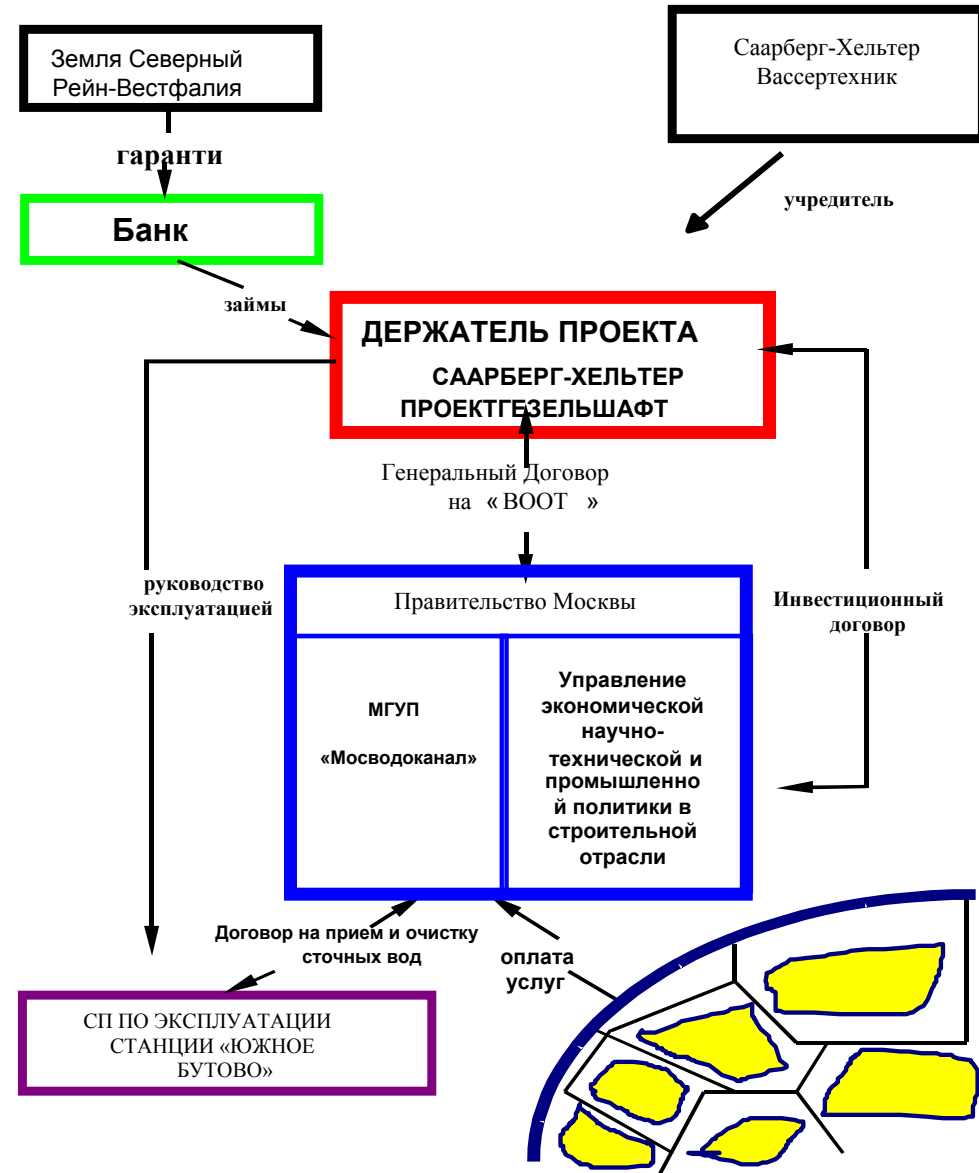 Земля Северный
Рейн-Вестфалия
Саарберг-Хельтер
Вассертехник
гаранти
учредитель
Банк
займы
ДЕРЖАТЕЛЬ ПРОЕКТА
СААРБЕРГ-ХЕЛЬТЕР
ПРОЕКТГЕЗЕЛЬШАФТ
Генеральный Договор
на « ВООТ »
руководство
эксплуатацией
Инвестиционный
договор
Правительство Москвы
МГУП
«Мосводоканал»
Управление
экономической
научно-
технической и
промышленно
й политики в
строительной
отрасли
Договор на прием и очистку
сточных вод
оплата
услуг
СП ПО ЭКСПЛУАТАЦИИ
СТАНЦИИ «ЮЖНОЕ
БУТОВО»